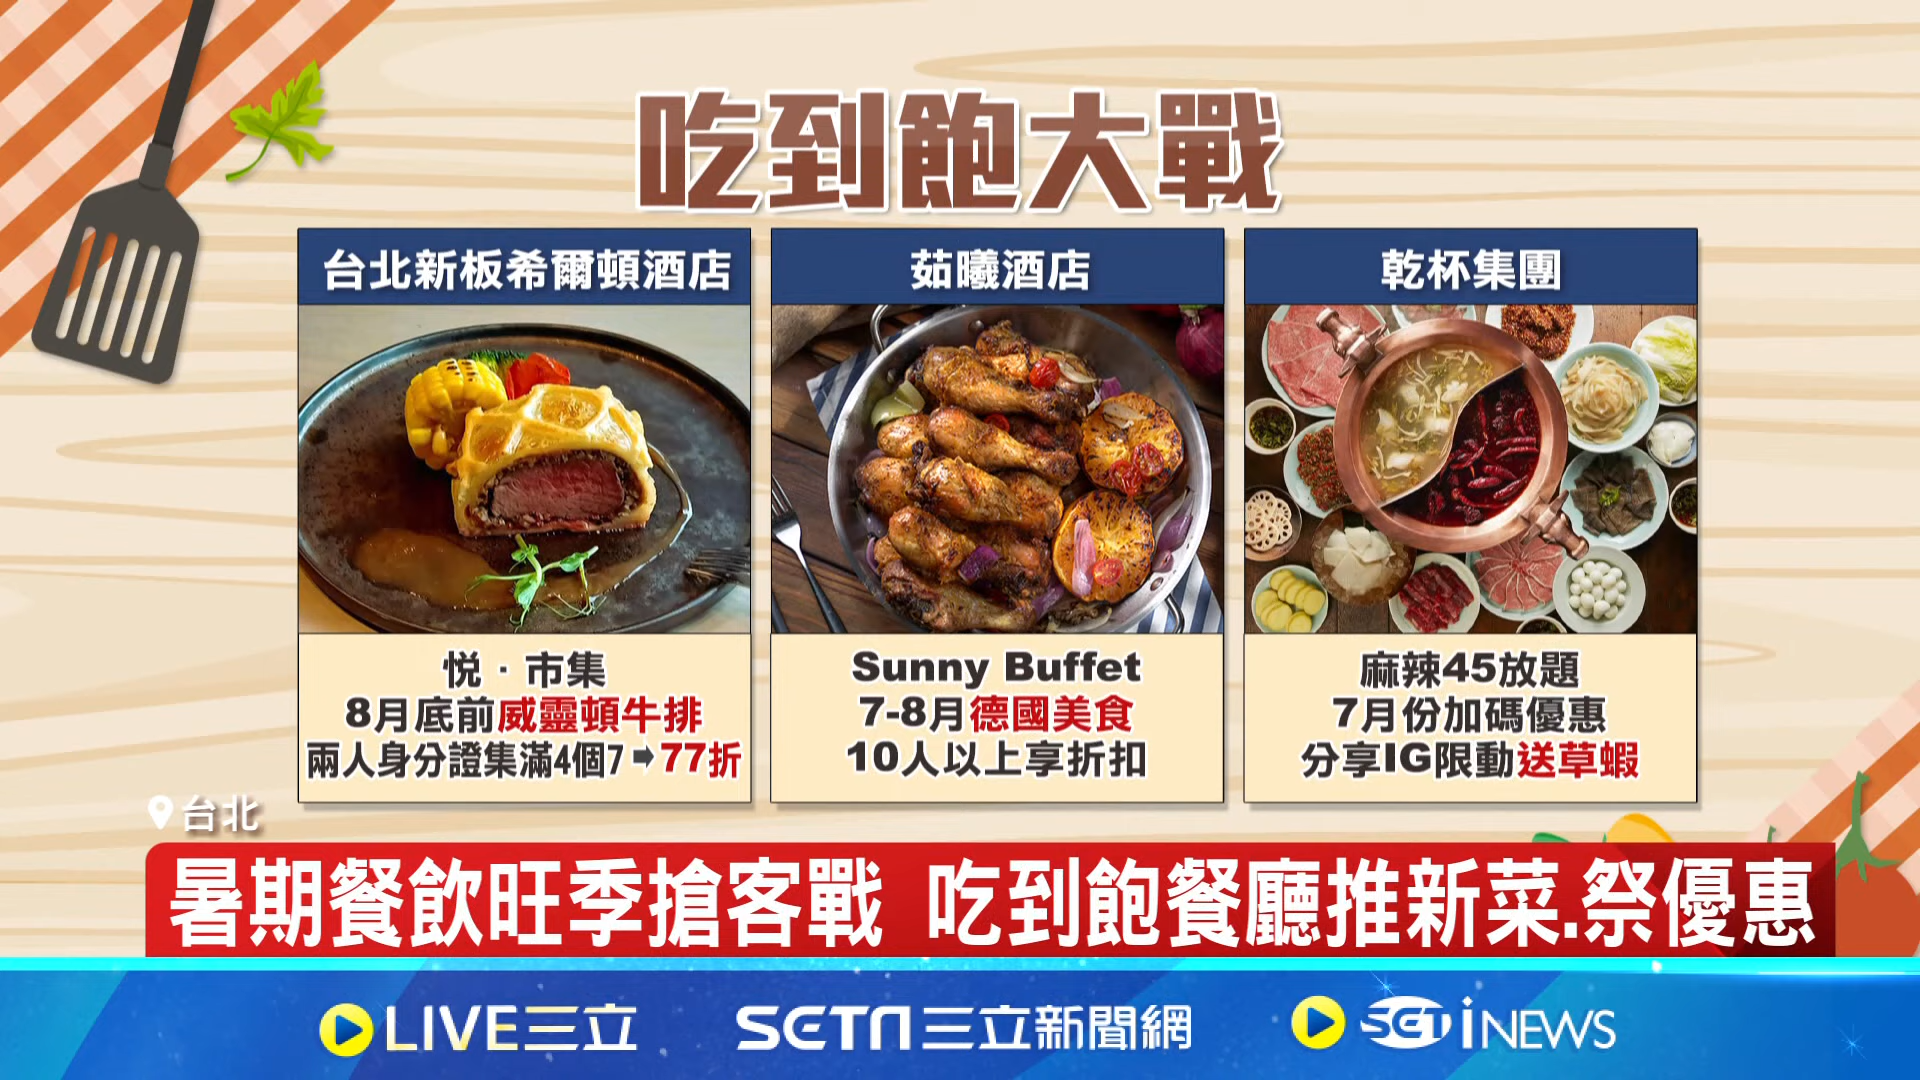 吃到飽大戰
台北新板希爾頓酒店
悦·市集
8月底前威靈頓牛排
兩人身分證集滿4個7➡77折
茹曦酒店
Sunny Buffet
7-8月德國美食
10人以上享折扣
乾杯集團
麻辣45放題
7月份加碼優惠
分享IG限動送草蝦
台北
暑期餐飲旺季搶客戰 吃到飽餐廳推新菜.祭優惠
LIVE三立
SETN三立新聞網
SET iNEWS